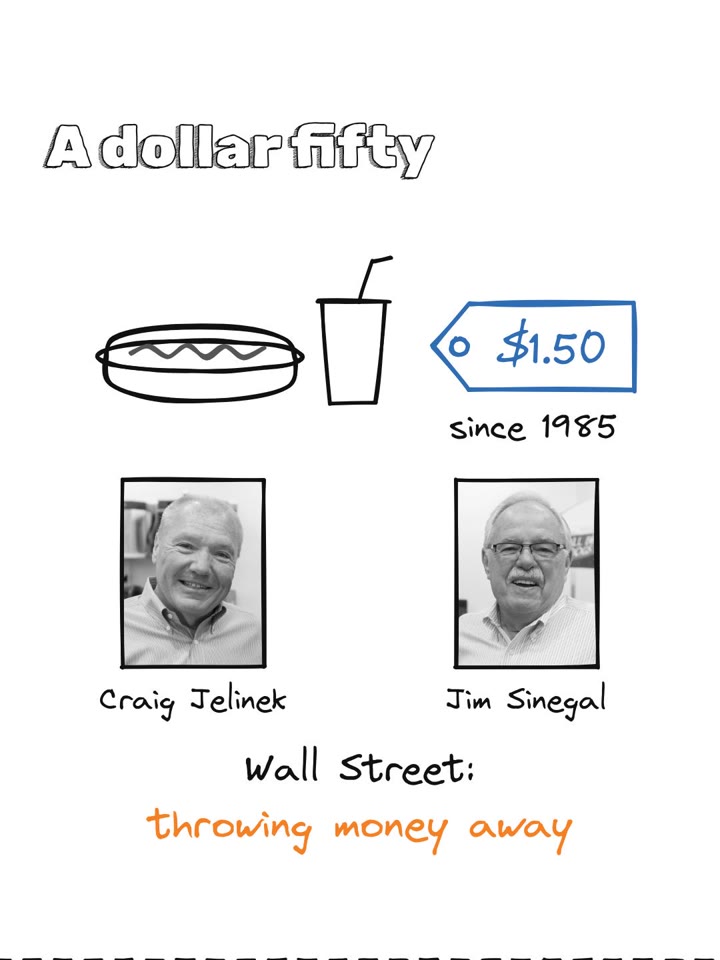 A dollar fifty
$1.50
since 1985
Craig Jelinek
Jim Sinegal
Wall Street:
throwing money away